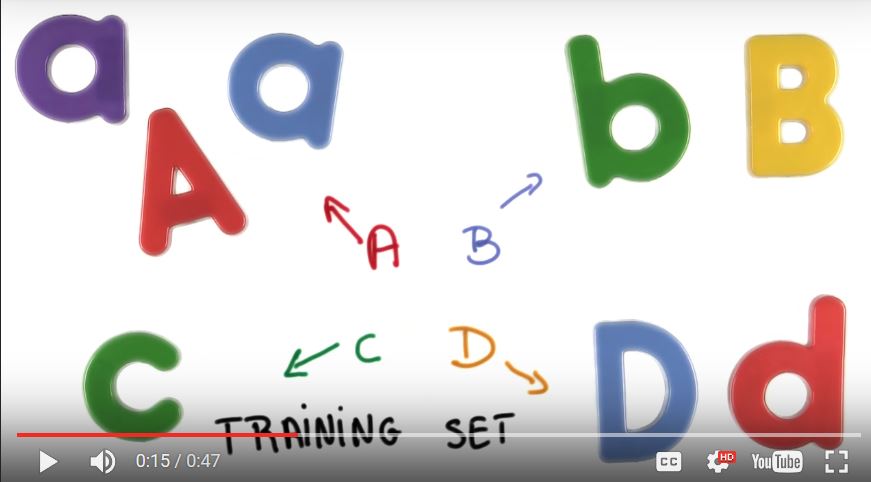 a a b B
A
A B
C D
C D d
TRAINING SET
0:15 / 0:47 CC HD YouTube